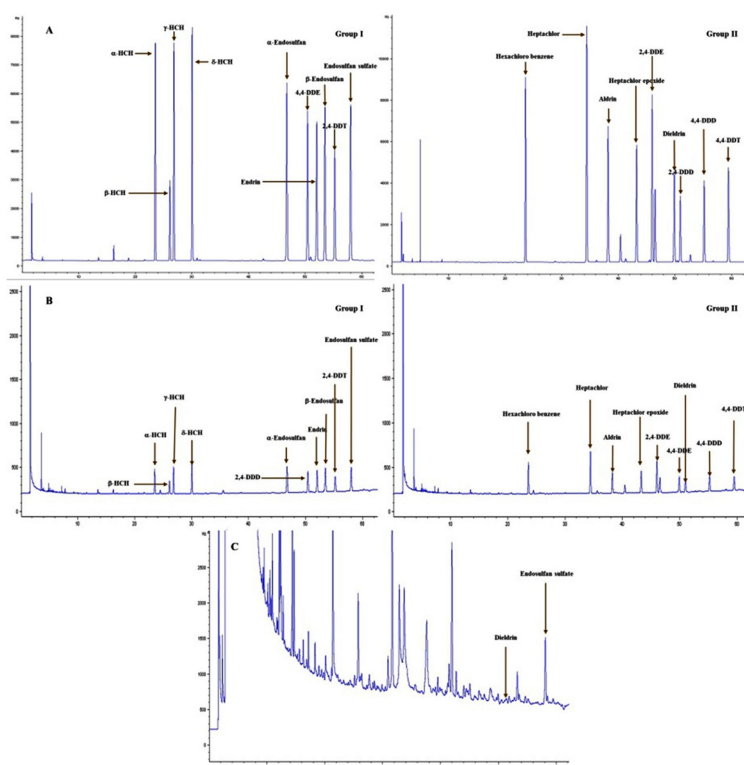 A
γ-HCH
Group I
α-HCH
δ-HCH
α-Endosulfan
Endosulfan sulfate
β-Endosulfan
4,4-DDE
2,4-DDT
β-HCH
Endrin
Group II
Heptachlor
Hexachloro benzene
2,4-DDE
Heptachlor epoxide
Aldrin
4,4-DDD
Dieldrin
4,4-DDT
2,4-DDD
B
Group I
Endosulfan sulfate
2,4-DDT
γ-HCH
β-Endosulfan
α-HCH
δ-HCH
α-Endosulfan
Endrin
β-HCH
2,4-DDD
Group II
Dieldrin
Heptachlor
Hexachloro benzene
Heptachlor epoxide
4,4-DDT
Aldrin
2,4-DDE
4,4-DDE
4,4-DDD
C
Endosulfan sulfate
Dieldrin